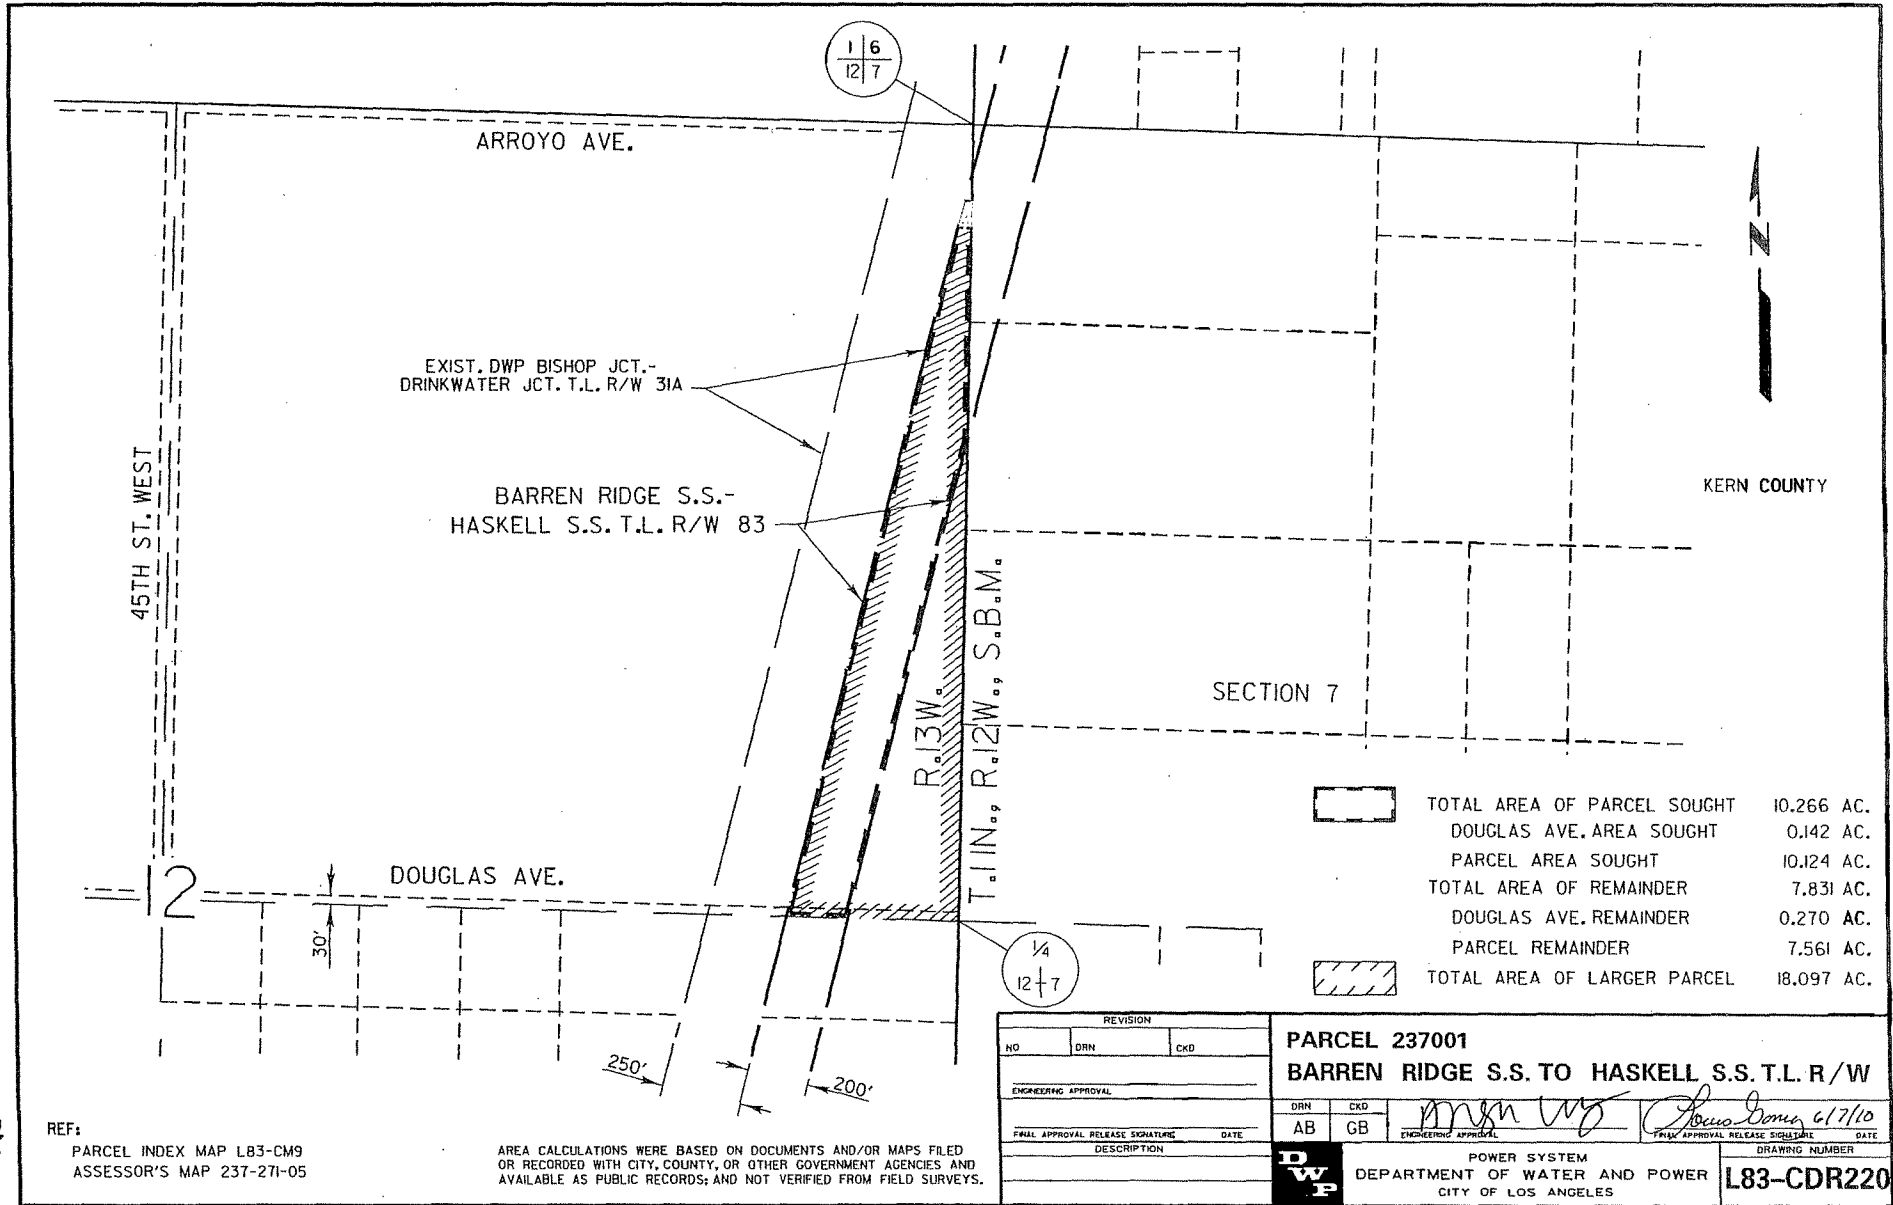 1 6
12 7
ARROYO AVE.
N
EXIST. DWP BISHOP JCT.-
DRINKWATER JCT. T.L. R/W 31A
45TH ST. WEST
BARREN RIDGE S.S.-
HASKELL S.S. T.L. R/W 83
KERN COUNTY
R.13W.
T.11N., R.12W., S.B.M.
SECTION 7
12
DOUGLAS AVE.
30'
1/4
12 7
250'
200'
TOTAL AREA OF PARCEL SOUGHT 10.266 AC.
DOUGLAS AVE. AREA SOUGHT 0.142 AC.
PARCEL AREA SOUGHT 10.124 AC.
TOTAL AREA OF REMAINDER 7.831 AC.
DOUGLAS AVE. REMAINDER 0.270 AC.
PARCEL REMAINDER 7.561 AC.
TOTAL AREA OF LARGER PARCEL 18.097 AC.
REF:
PARCEL INDEX MAP L83-CM9
ASSESSOR'S MAP 237-271-05
AREA CALCULATIONS WERE BASED ON DOCUMENTS AND/OR MAPS FILED
OR RECORDED WITH CITY, COUNTY, OR OTHER GOVERNMENT AGENCIES AND
AVAILABLE AS PUBLIC RECORDS; AND NOT VERIFIED FROM FIELD SURVEYS.
REVISION
NO DRN CKD
ENGINEERING APPROVAL
FINAL APPROVAL RELEASE SIGNATURE DATE
DESCRIPTION
PARCEL 237001
BARREN RIDGE S.S. TO HASKELL S.S. T.L. R/W
DRN CKD
AB GB
ENGINEERING APPROVAL
6/7/10
FINAL APPROVAL RELEASE SIGNATURE DATE
DWP
POWER SYSTEM
DEPARTMENT OF WATER AND POWER
CITY OF LOS ANGELES
DRAWING NUMBER
L83-CDR220